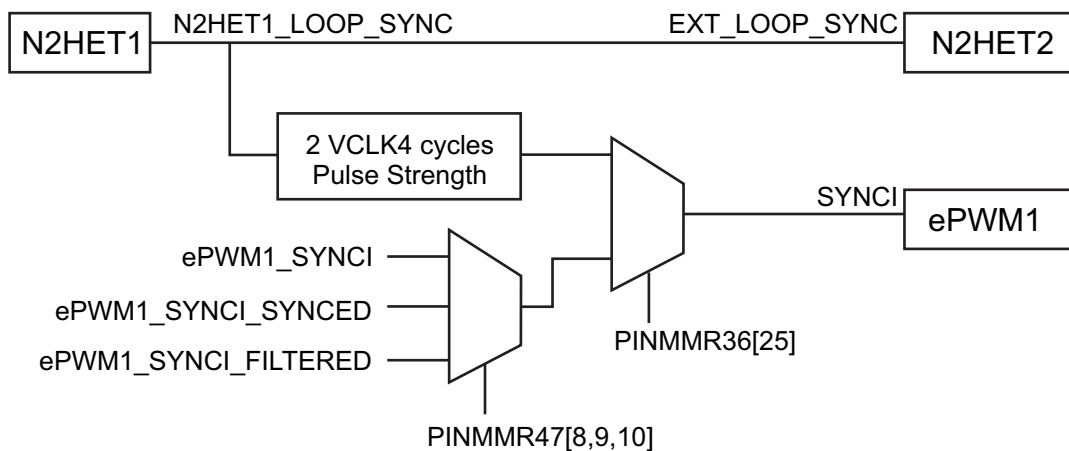 N2HET1
N2HET1_LOOP_SYNC
EXT_LOOP_SYNC
N2HET2
2 VCLK4 cycles
Pulse Strength
SYNCI
ePWM1
ePWM1_SYNCI
ePWM1_SYNCI_SYNCED
ePWM1_SYNCI_FILTERED
PINMMR36[25]
PINMMR47[8,9,10]